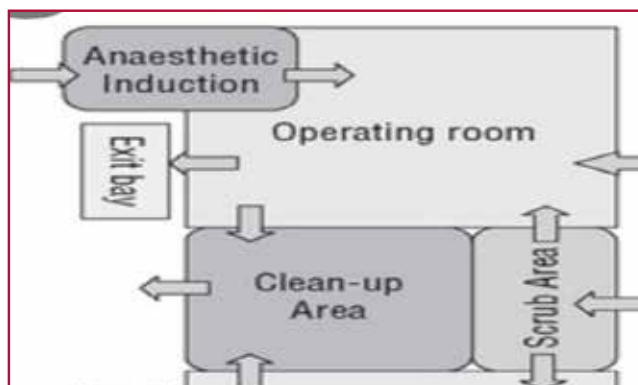 Anaesthetic
Induction
Operating room
Exit bay
Clean-up
Area
Scrub Area